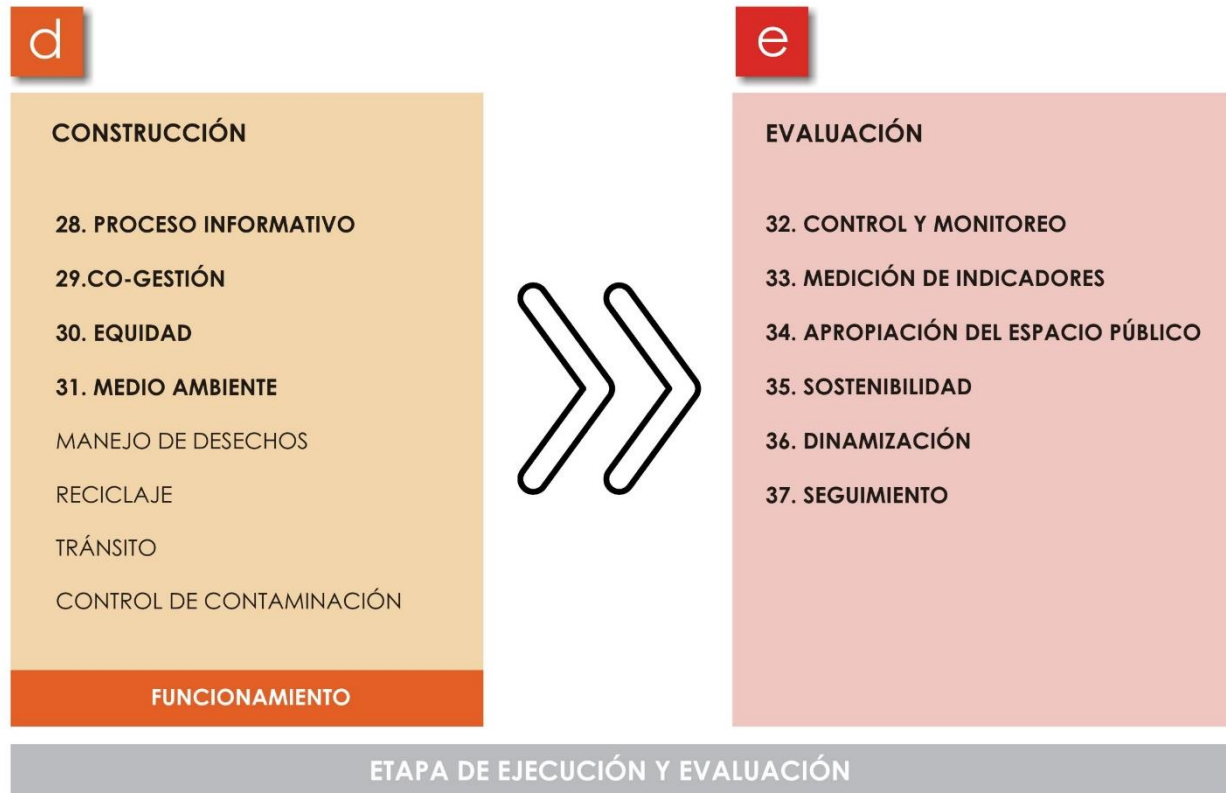 d
CONSTRUCCIÓN
28. PROCESO INFORMATIVO
29.CO-GESTIÓN
30. EQUIDAD
31. MEDIO AMBIENTE
MANEJO DE DESECHOS
RECICLAJE
TRÁNSITO
CONTROL DE CONTAMINACIÓN
FUNCIONAMIENTO
e
EVALUACIÓN
32. CONTROL Y MONITOREO
33. MEDICIÓN DE INDICADORES
34. APROPIACIÓN DEL ESPACIO PÚBLICO
35. SOSTENIBILIDAD
36. DINAMIZACIÓN
37. SEGUIMIENTO
ETAPA DE EJECUCIÓN Y EVALUACIÓN